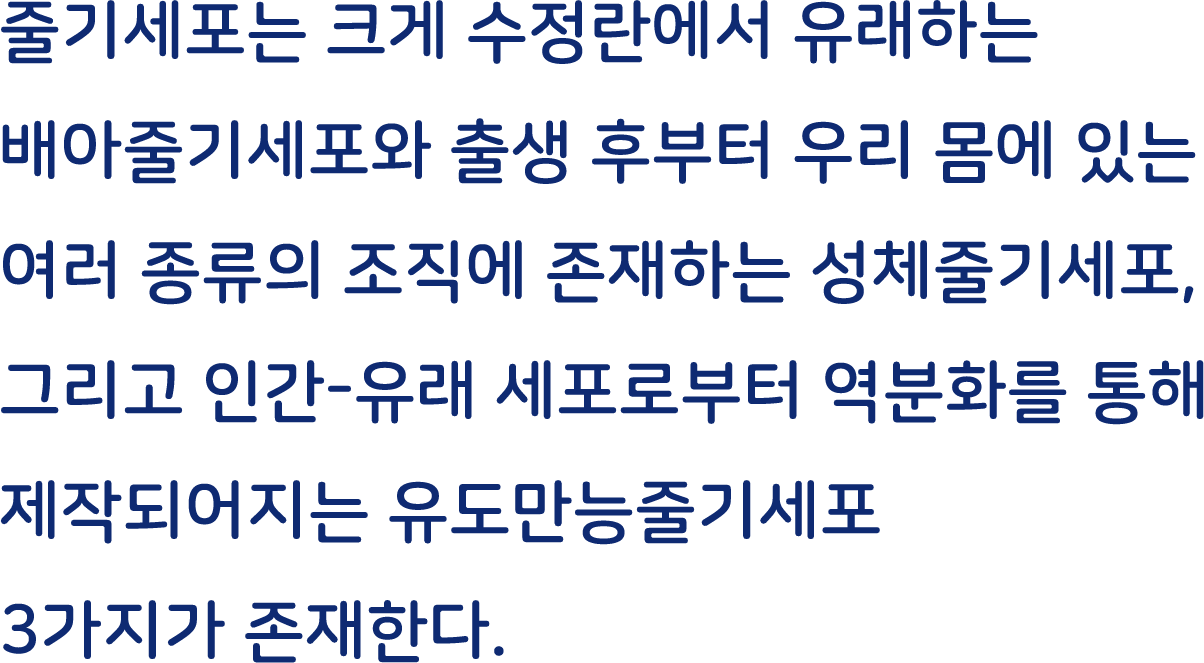 줄기세포는 크게 수정란에서 유래하는
배아줄기세포와 출생 후부터 우리 몸에 있는
여러 종류의 조직에 존재하는 성체줄기세포,
그리고 인간-유래 세포로부터 역분화를 통해
제작되어지는 유도만능줄기세포
3가지가 존재한다.